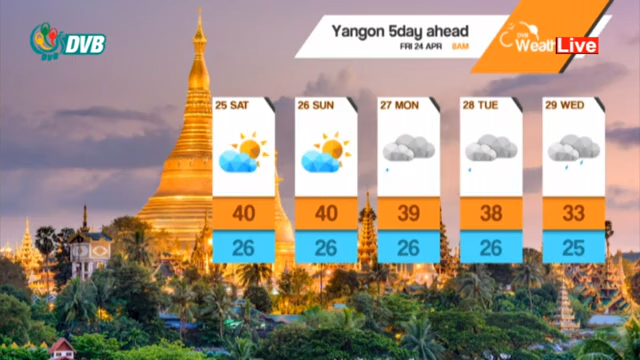 DVB
Yangon 5day ahead
FRI 24 APR 8AM
DVB
Weath
Live
25 SAT 26 SUN 27 MON 28 TUE 29 WED
40 40 39 38 33
26 26 26 26 25